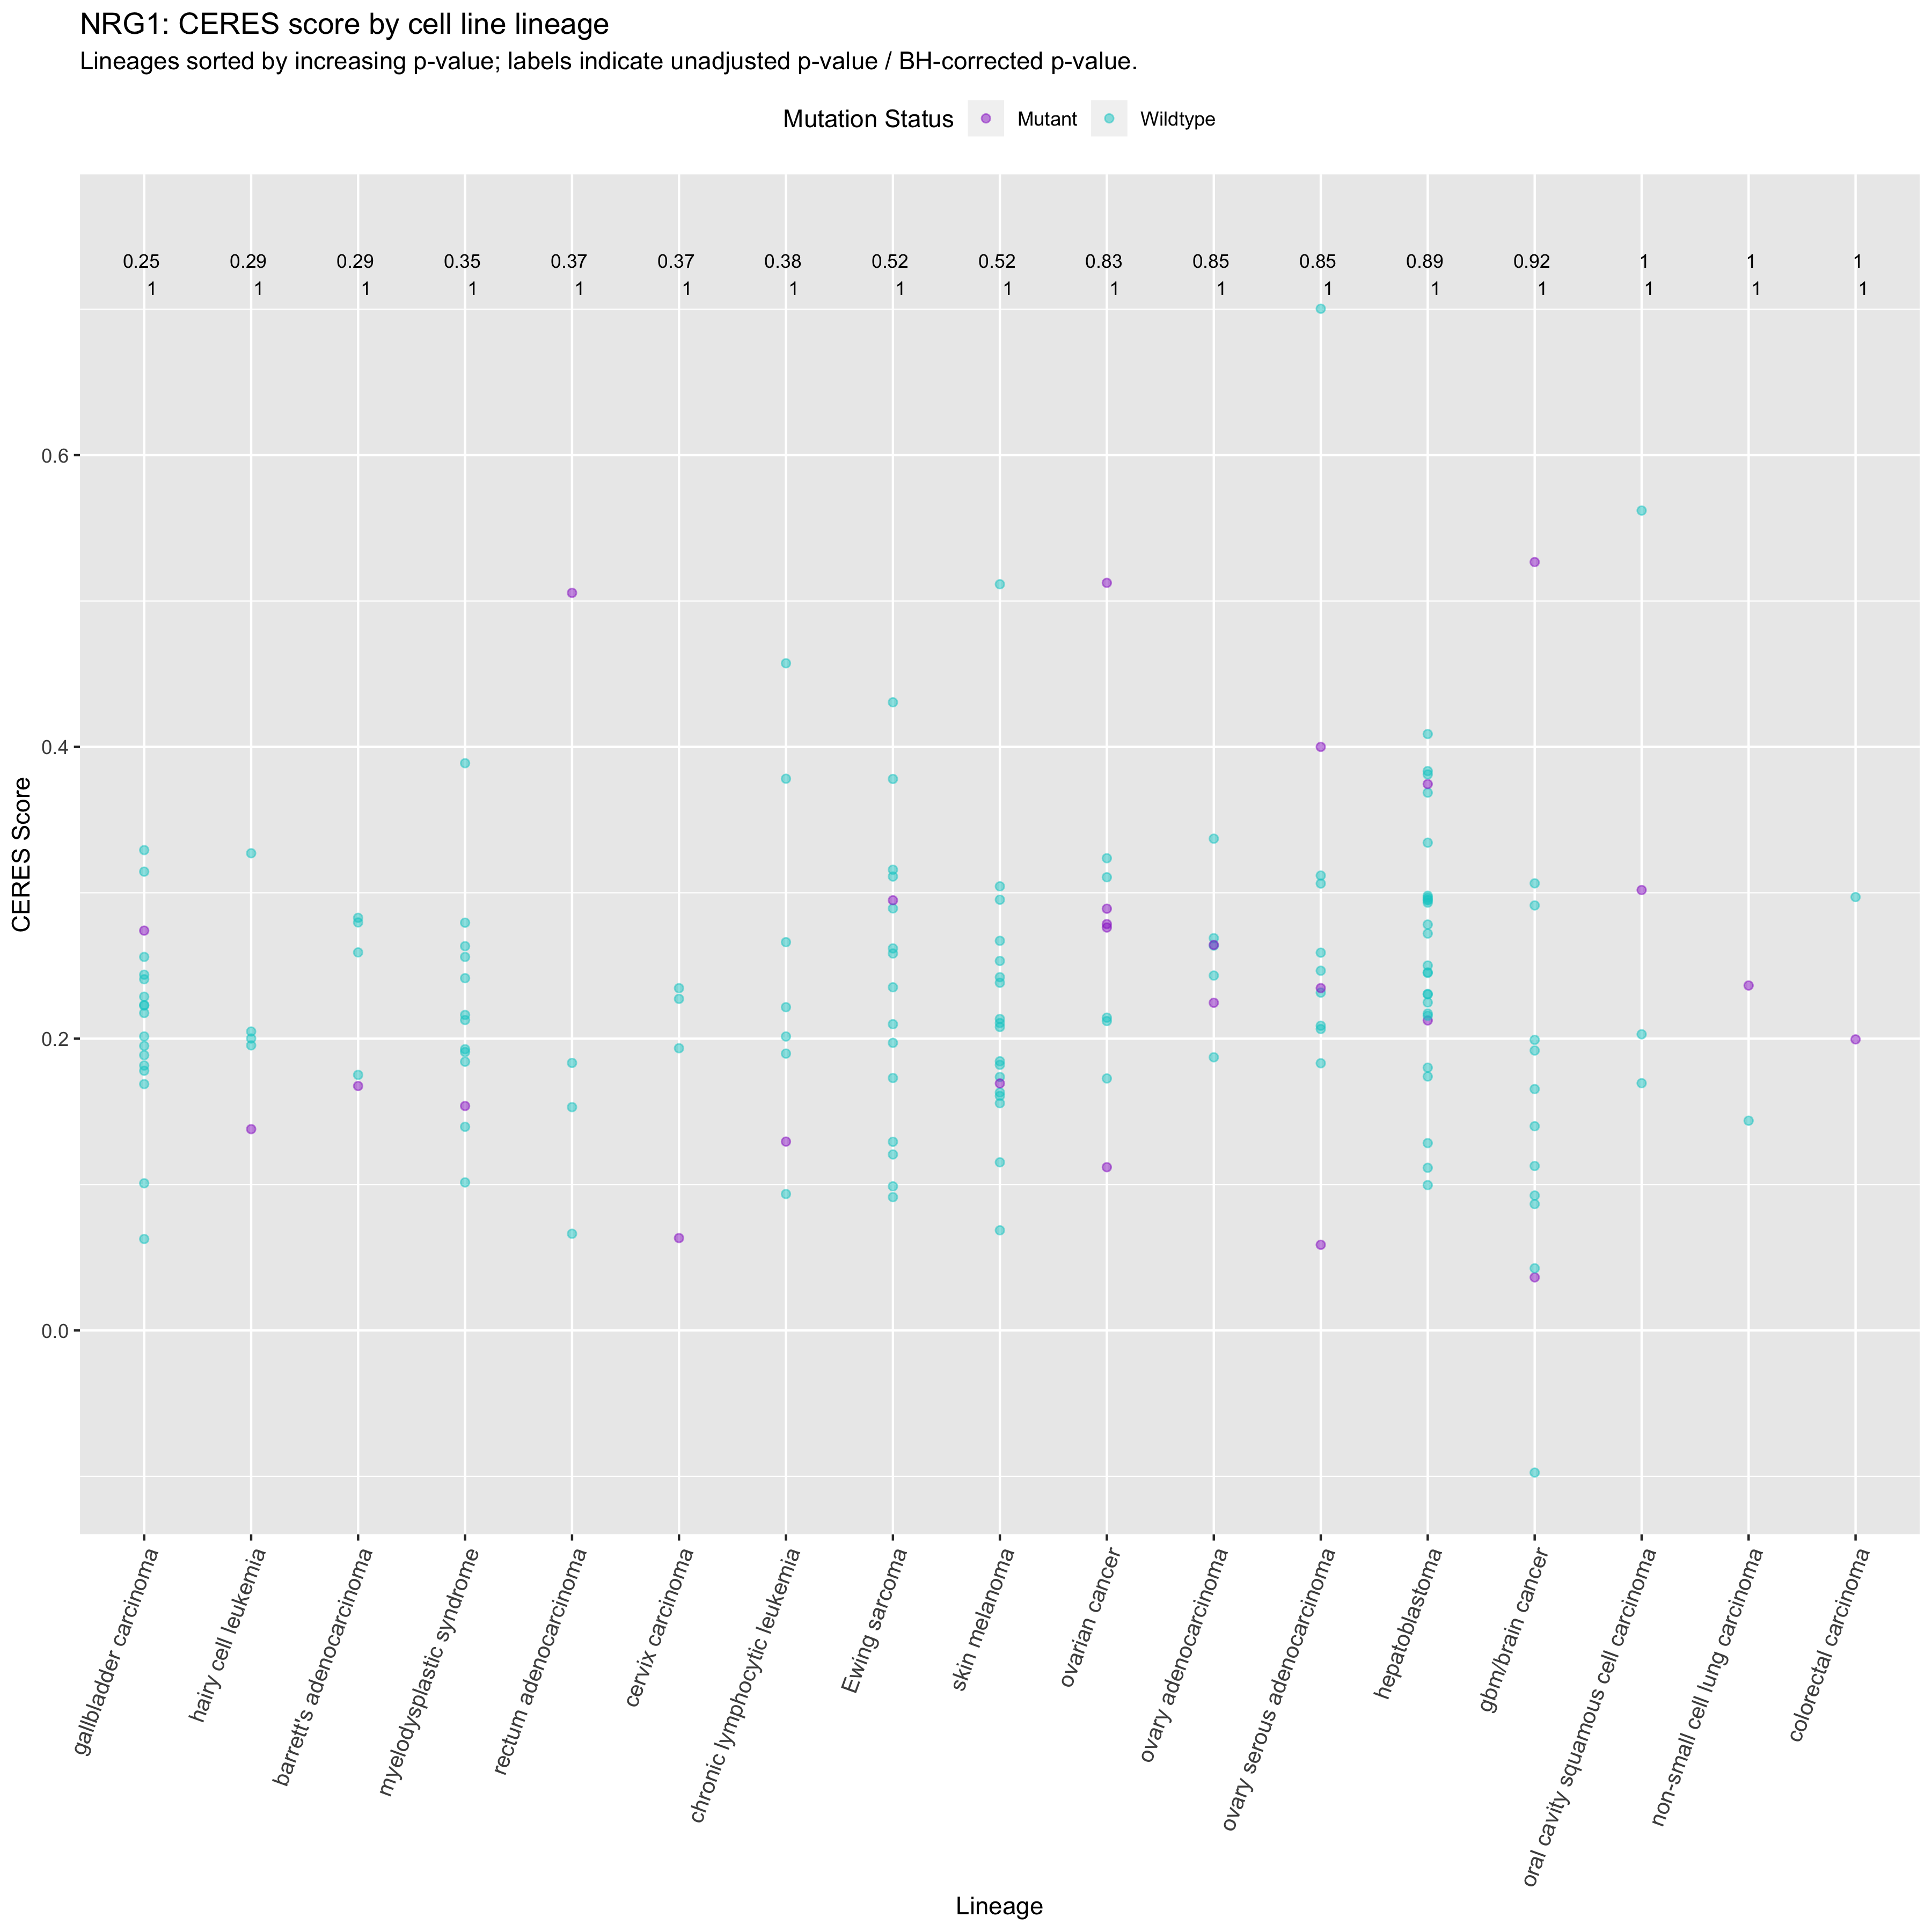 NRG1: CERES score by cell line lineage
Lineages sorted by increasing p-value; labels indicate unadjusted p-value / BH-corrected p-value.
Mutation Status Mutant Wildtype
0.25 0.29 0.29 0.35 0.37 0.37 0.38 0.52 0.52 0.83 0.85 0.85 0.89 0.92 1 1 1
1 1 1 1 1 1 1 1 1 1 1 1 1 1 1 1 1
0.6
0.4
0.2
0.0
CERES Score
gallbladder carcinoma
hairy cell leukemia
barrett's adenocarcinoma
myelodysplastic syndrome
rectum adenocarcinoma
cervix carcinoma
chronic lymphocytic leukemia
Ewing sarcoma
skin melanoma
ovarian cancer
ovary adenocarcinoma
ovary serous adenocarcinoma
hepatoblastoma
gbm/brain cancer
oral cavity squamous cell carcinoma
non-small cell lung carcinoma
colorectal carcinoma
Lineage